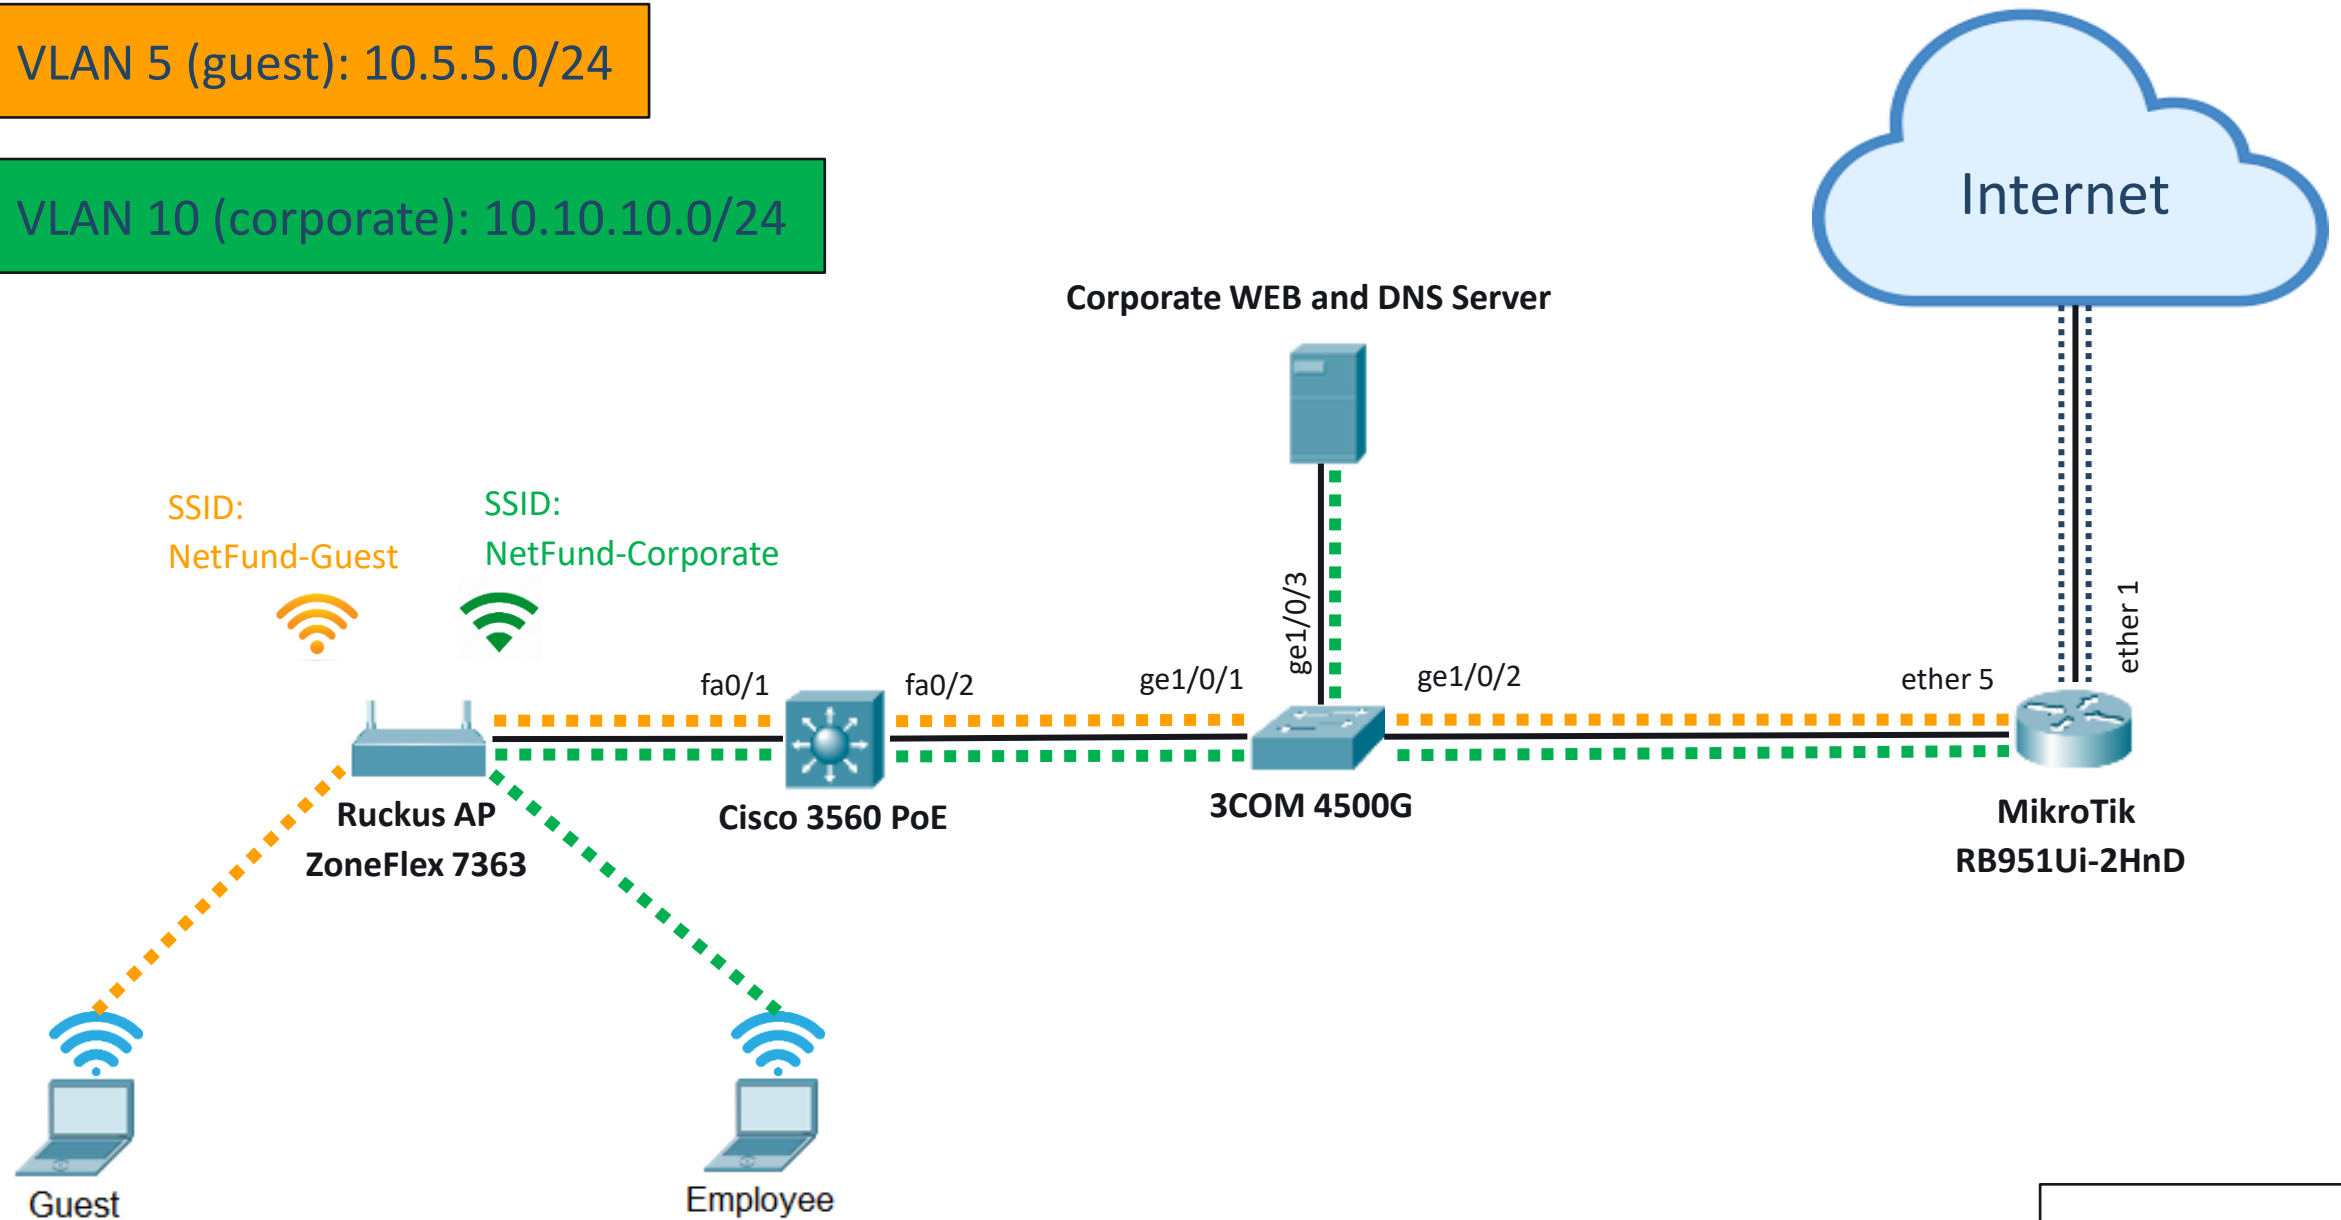 VLAN 5 (guest): 10.5.5.0/24
VLAN 10 (corporate): 10.10.10.0/24
Internet
Corporate WEB and DNS Server
SSID:
NetFund-Guest
SSID:
NetFund-Corporate
ge1/0/3
ether 1
fa0/1
fa0/2
ge1/0/1
ge1/0/2
ether 5
Ruckus AP
ZoneFlex 7363
Cisco 3560 PoE
3COM 4500G
MikroTik
RB951Ui-2HnD
Guest
Employee